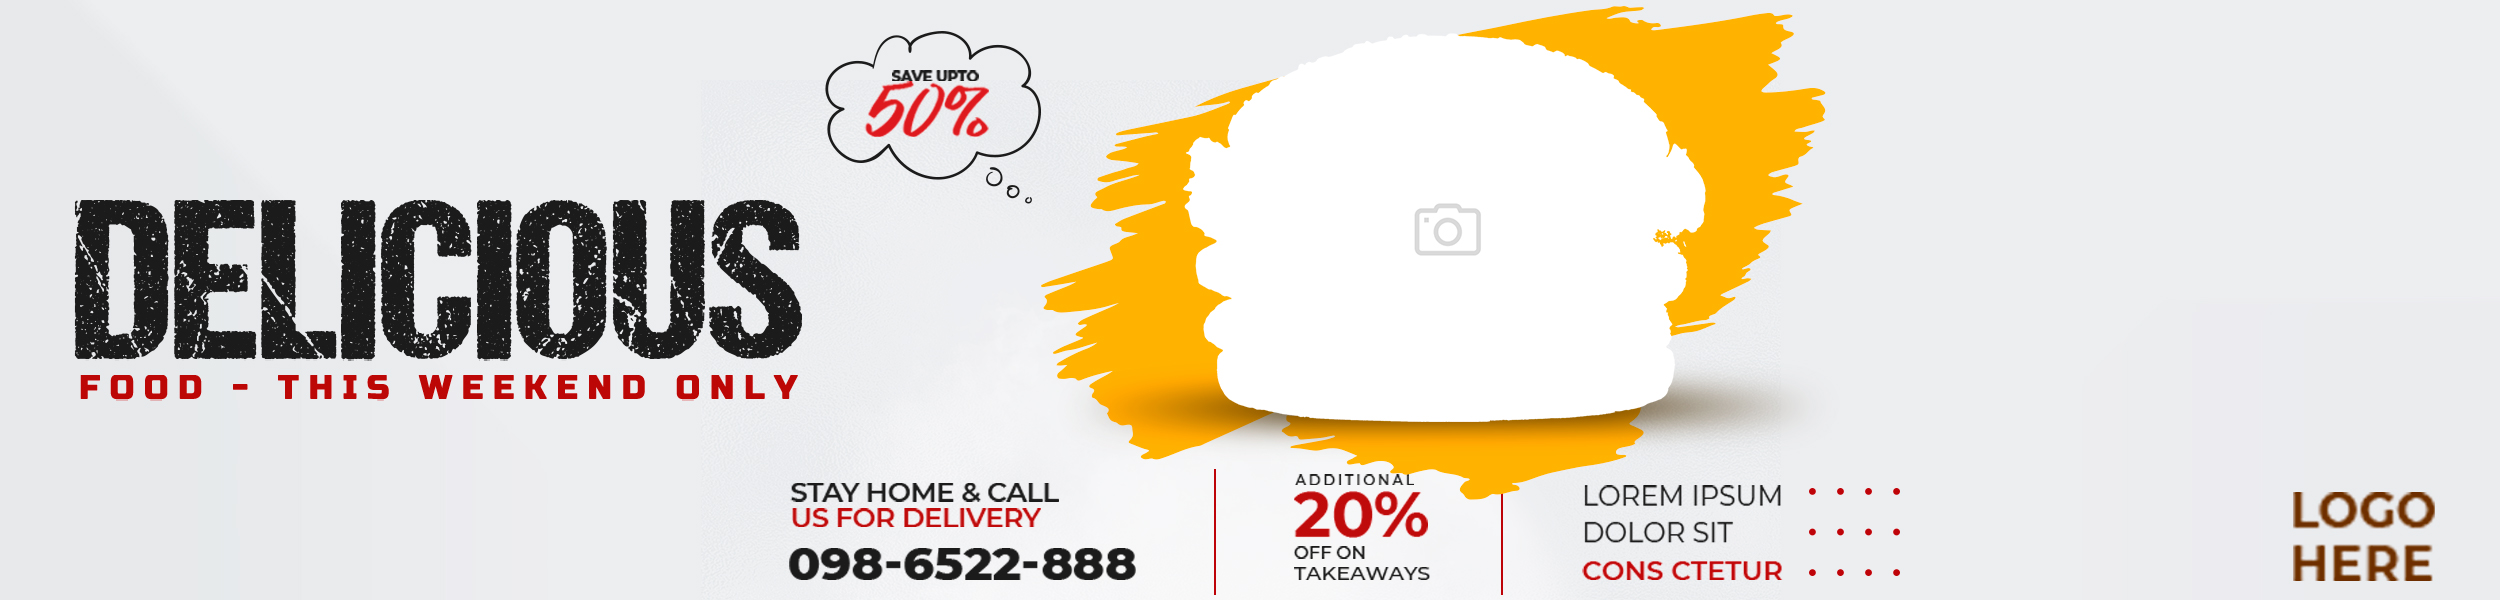 SAVE UPTO
50%
DELICIOUS
FOOD - THIS WEEKEND ONLY
STAY HOME & CALL
US FOR DELIVERY
098-6522-888
ADDITIONAL
20%
OFF ON
TAKEAWAYS
LOREM IPSUM
DOLOR SIT
CONS CTETUR
LOGO
HERE